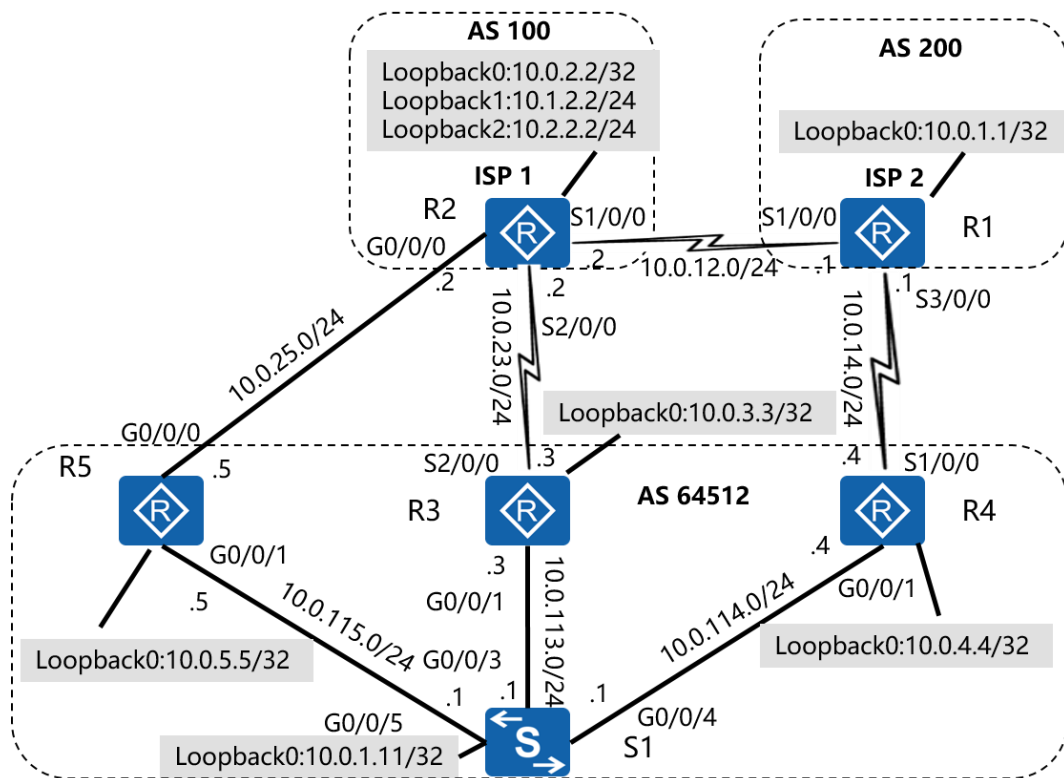 AS 100
AS 200
Loopback0:10.0.2.2/32
Loopback1:10.1.2.2/24
Loopback2:10.2.2.2/24
Loopback0:10.0.1.1/32
ISP 1
ISP 2
R2
R
S1/0/0
S1/0/0
R
R1
G0/0/0
.2
.2
10.0.12.0/24
.1
.2
.1
S3/0/0
S2/0/0
10.0.25.0/24
10.0.23.0/24
10.0.14.0/24
Loopback0:10.0.3.3/32
G0/0/0
.5
S2/0/0
.3
.4
S1/0/0
R5
R
R3
R
AS 64512
R
R4
G0/0/1
.5
.3
G0/0/1
.4
G0/0/1
10.0.115.0/24
10.0.113.0/24
10.0.114.0/24
Loopback0:10.0.5.5/32
Loopback0:10.0.4.4/32
G0/0/3
.1
.1
.1
G0/0/5
G0/0/4
Loopback0:10.0.1.11/32
S
S1